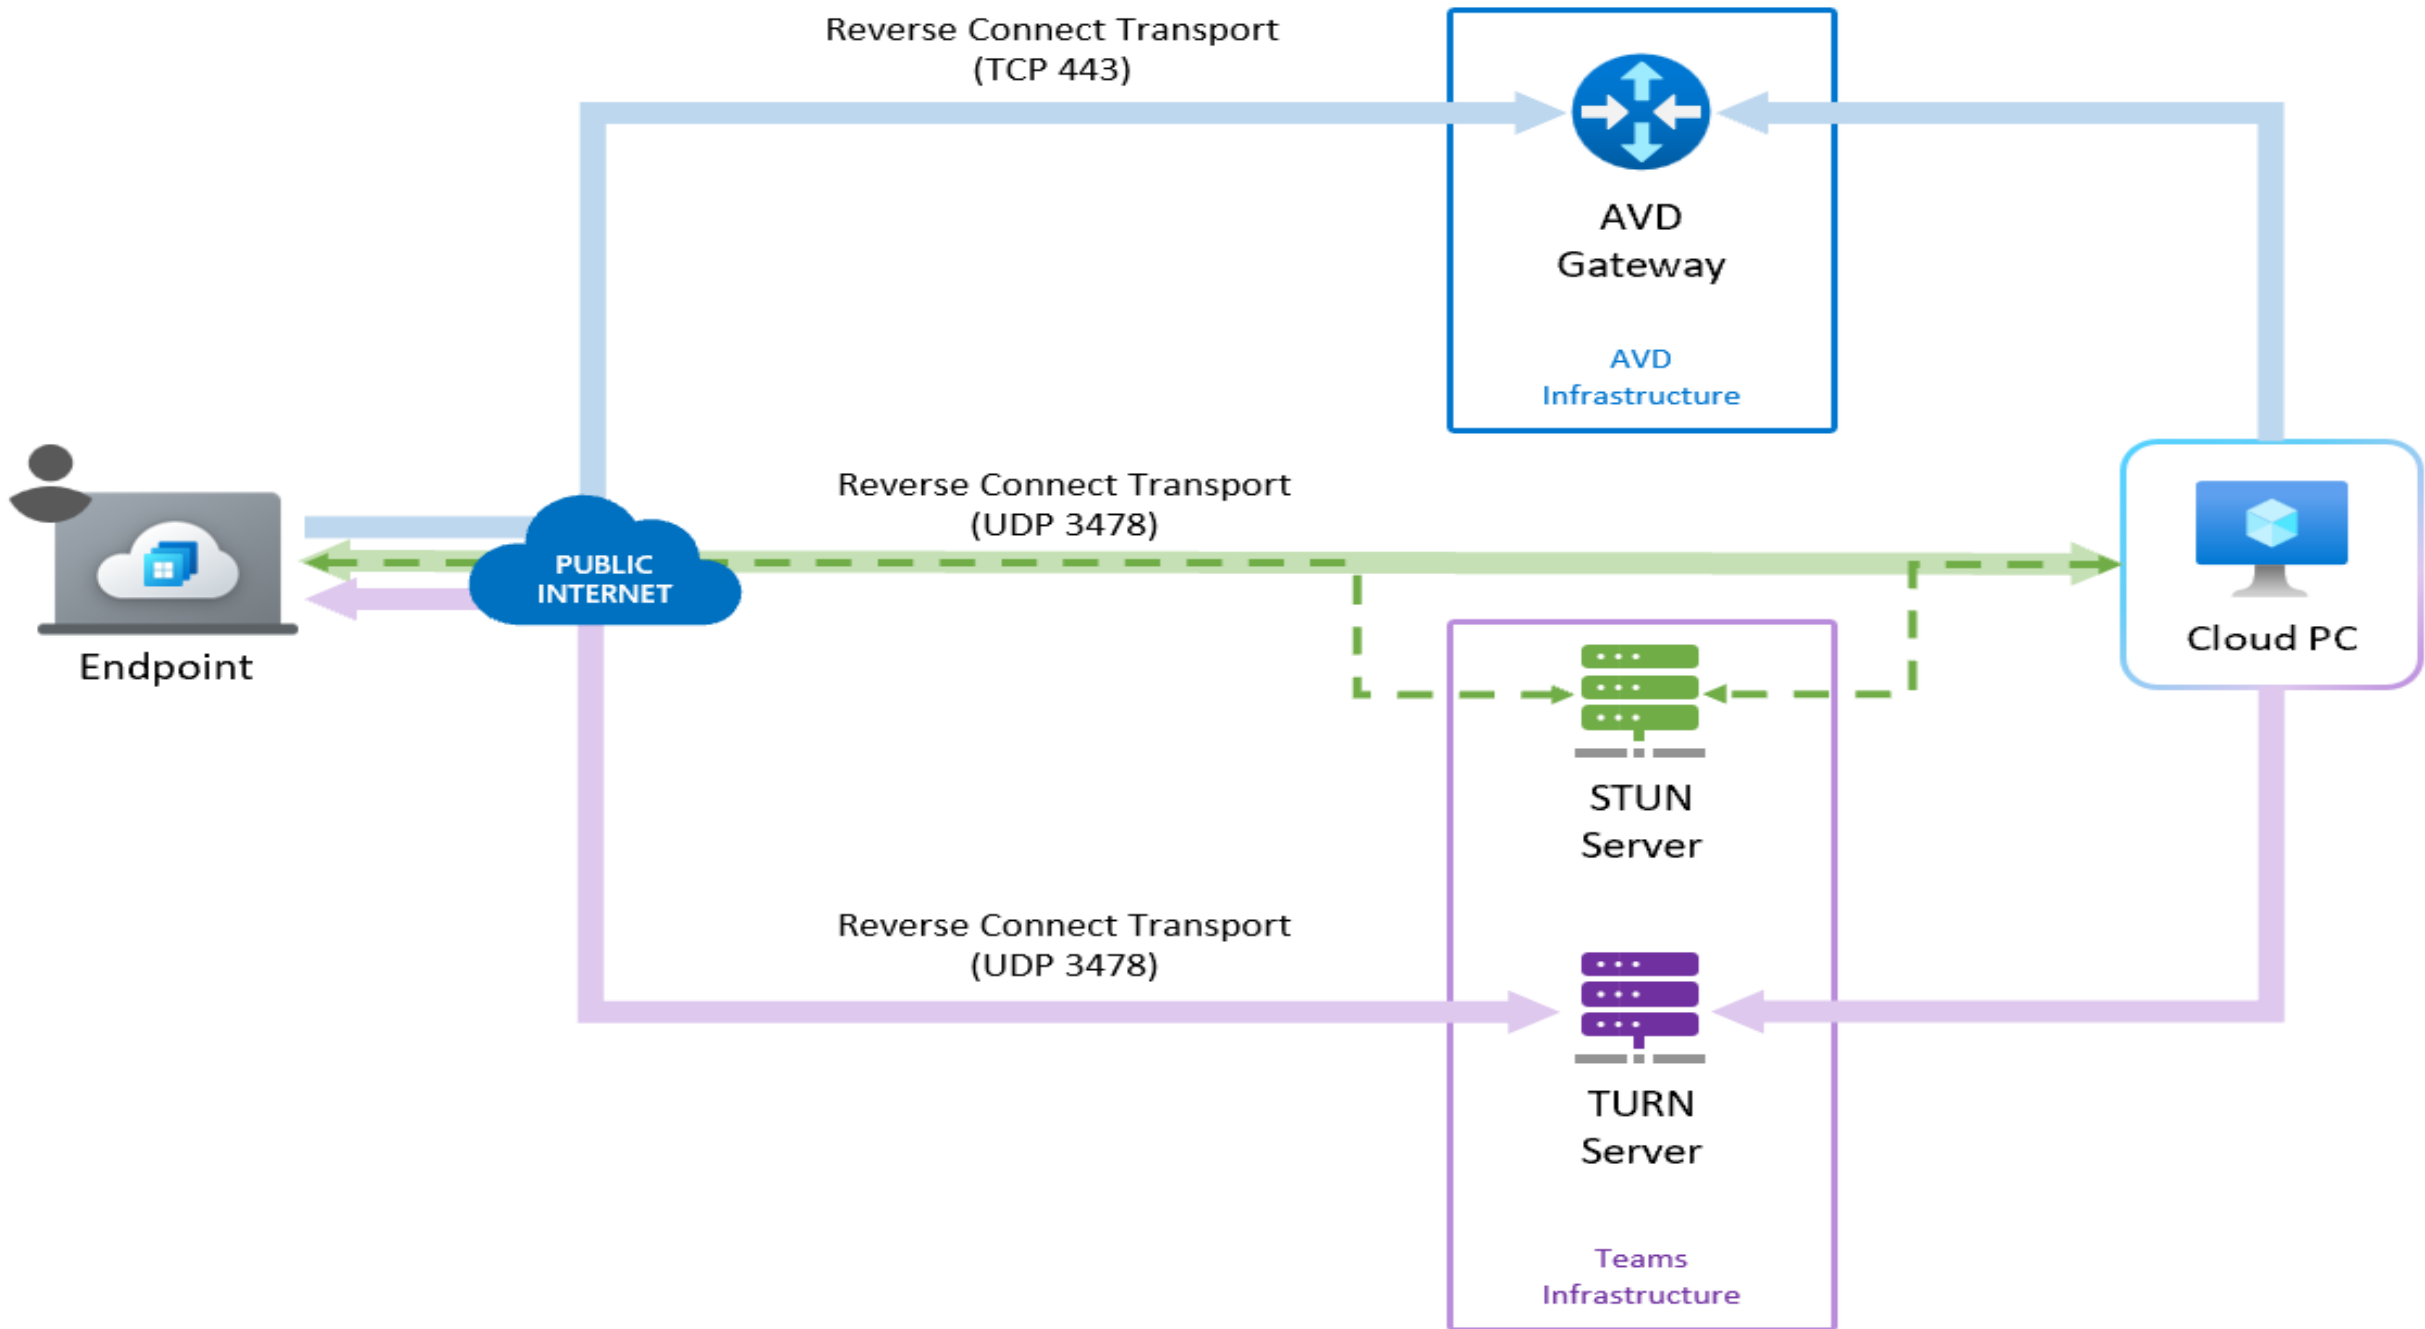 Reverse Connect Transport
(TCP 443)
AVD
Gateway
AVD
Infrastructure
Reverse Connect Transport
(UDP 3478)
PUBLIC
INTERNET
Endpoint
Cloud PC
STUN
Server
Reverse Connect Transport
(UDP 3478)
TURN
Server
Teams
Infrastructure